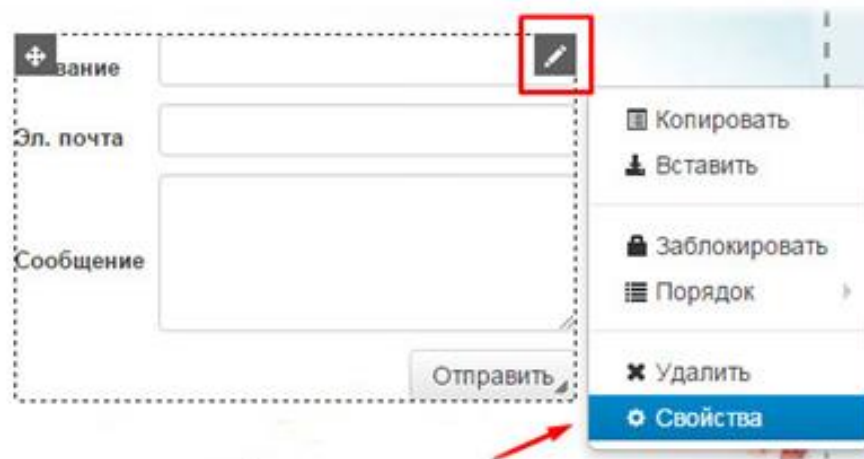 вание
Эл. почта
Сообщение
Отправить
Копировать
Вставить
Заблокировать
Порядок
Удалить
Свойства